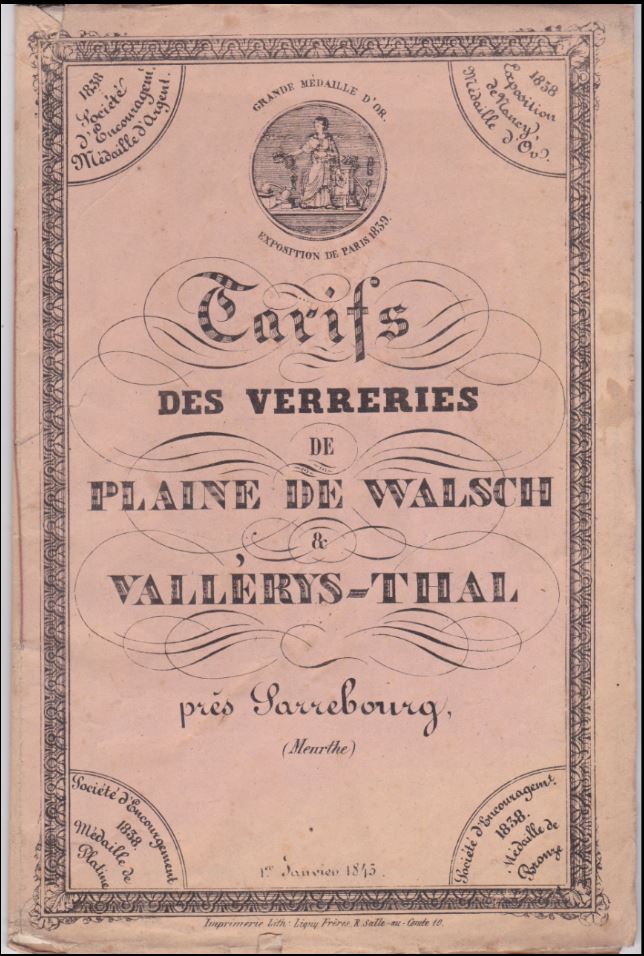 1838
Société
d'Encouragem.t
Médaille d'Argent.
1838
Exposition
de Nancy,
Médaille
d'Or.
GRANDE MÉDAILLE D'OR.
EXPOSITION DE PARIS 1839.
Tarifs
DES VERRERIES
DE
PLAINE DE WALSCH
&
VALLÉRYS-THAL
près Sarrebourg,
(Meurthe)
Société d'Encouragement
1838.
Médaille de
Platine
Société d'Encouragem.t
1838.
Médaille de
Bronze
1er Janvier 1845.
Imprimerie Lith: Ligny Frères, R. Salle-au-Comte 10.